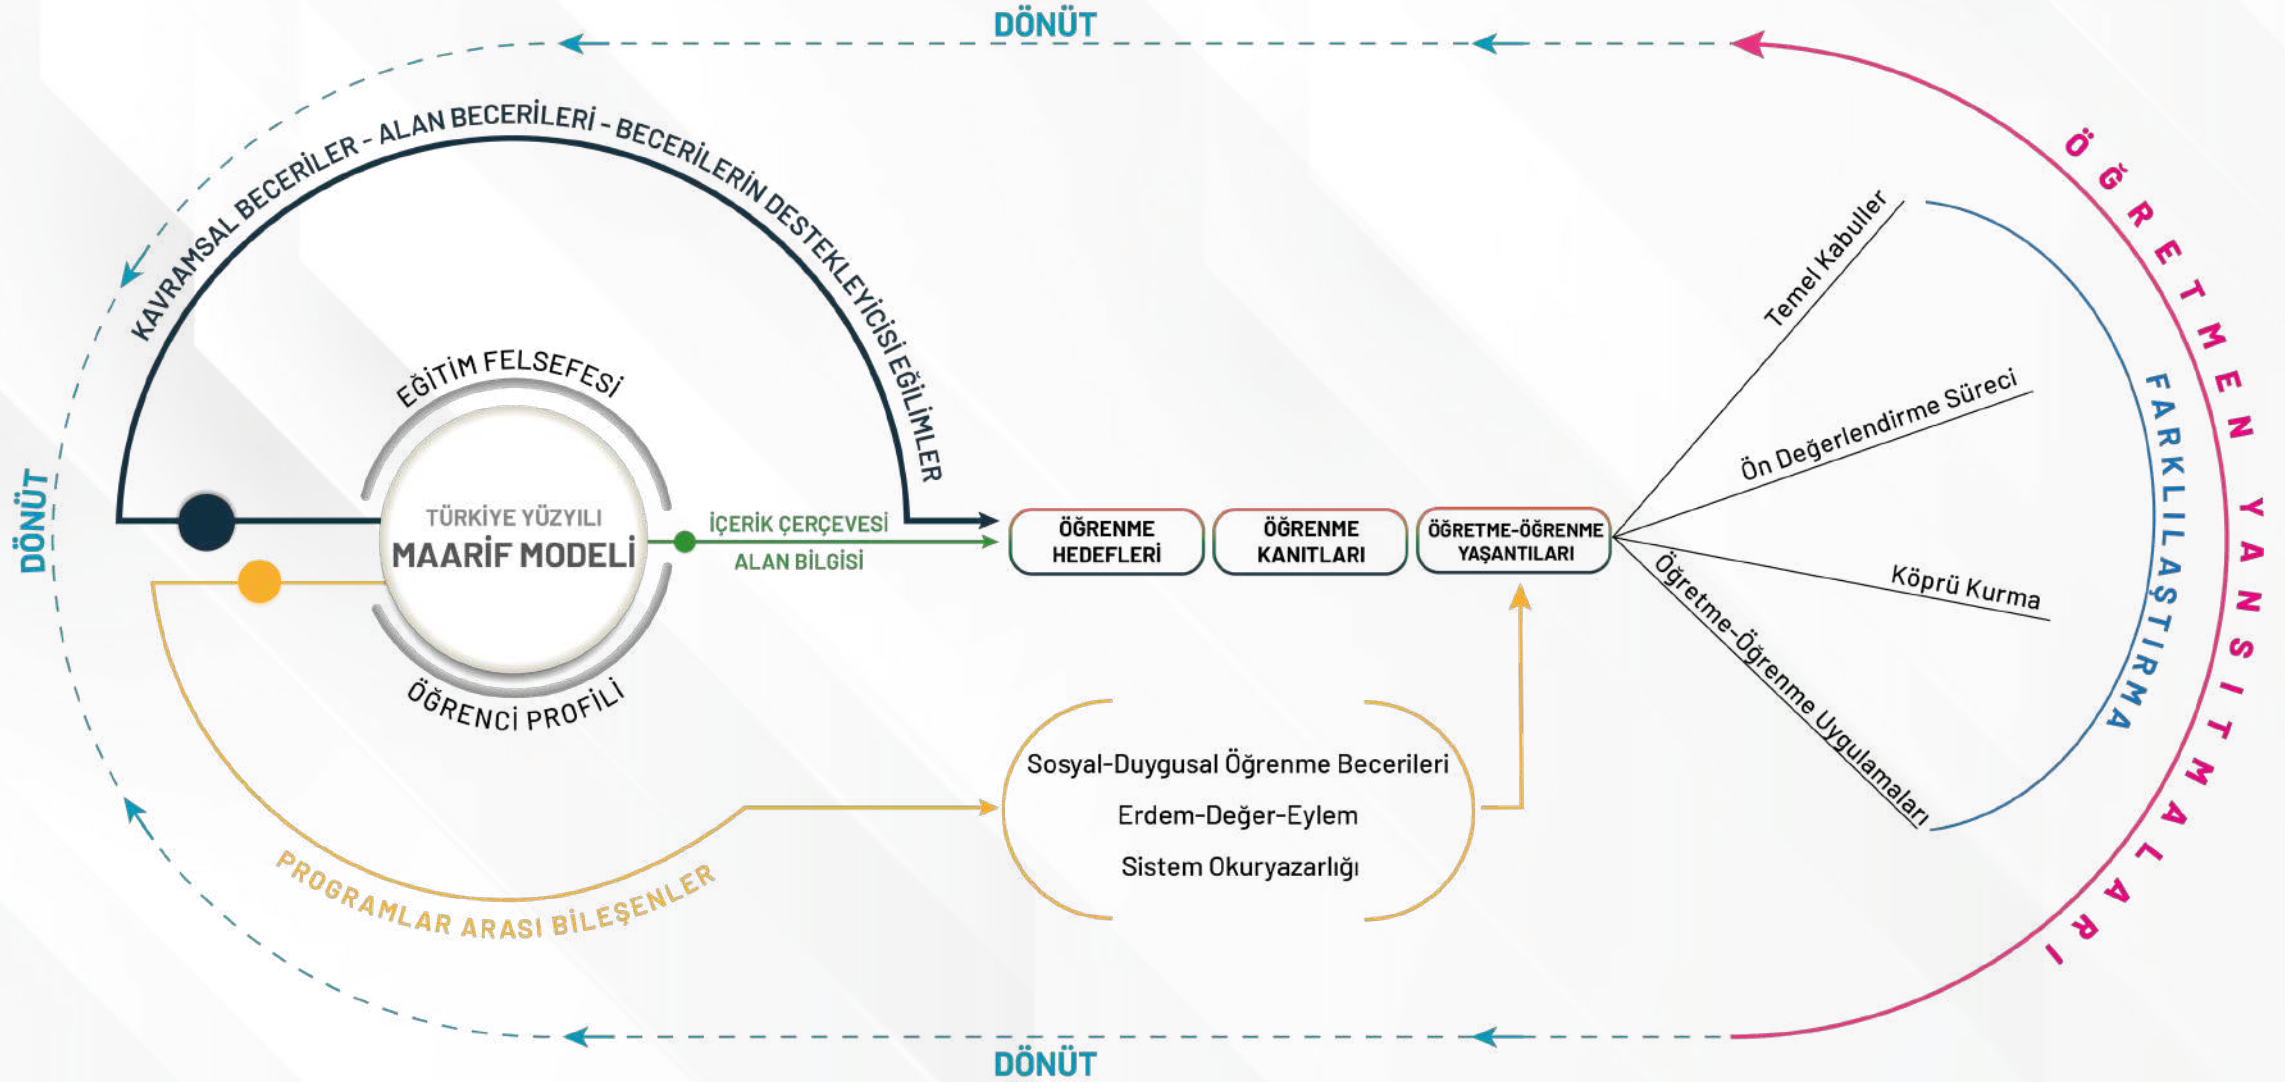 DÖNÜT
KAVRAMSAL BECERİLER - ALAN BECERİLERİ - BECERİLERİN DESTEKLEYİCİSİ EĞİLİMLER
EĞİTİM FELSEFESİ
TÜRKİYE YÜZYILI
MAARİF MODELİ
ÖĞRENCİ PROFİLİ
DÖNÜT
İÇERİK ÇERÇEVESİ
ALAN BİLGİSİ
ÖĞRENME
HEDEFLERİ
ÖĞRENME
KANITLARI
ÖĞRETME-ÖĞRENME
YAŞANTILARI
Temel Kabuller
Ön Değerlendirme Süreci
Köprü Kurma
Öğretme-Öğrenme Uygulamaları
FARKLILAŞTIRMA
ÖĞRETMEN YANSITMALARI
PROGRAMLAR ARASI BİLEŞENLER
Sosyal-Duygusal Öğrenme Becerileri
Erdem-Değer-Eylem
Sistem Okuryazarlığı
DÖNÜT